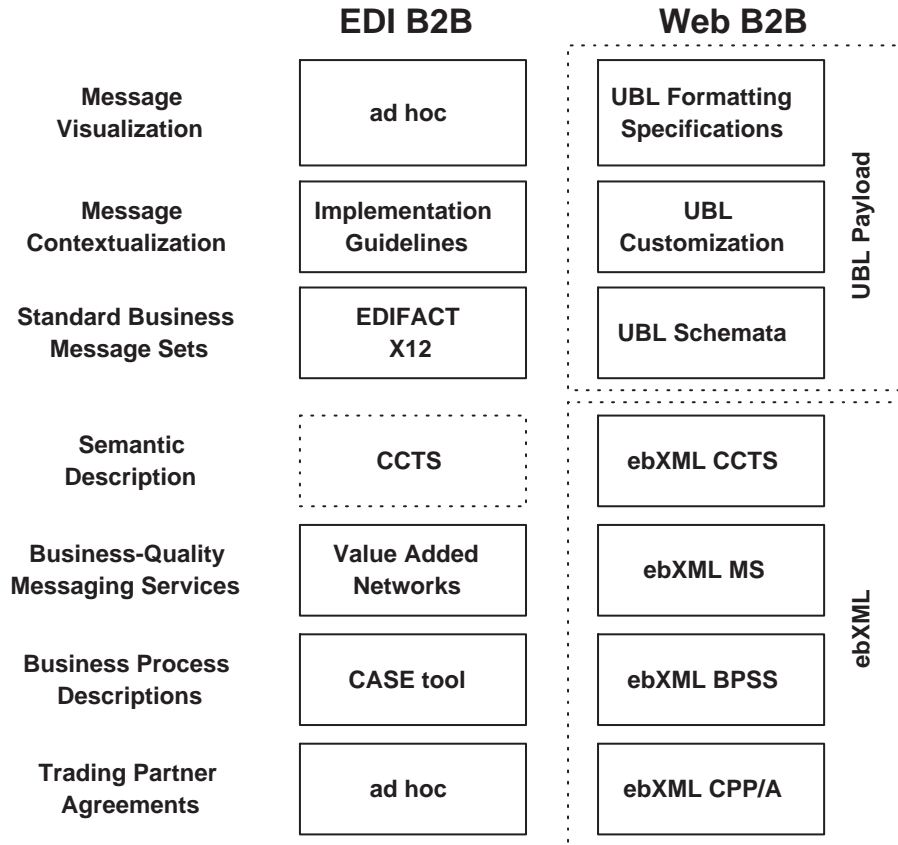 EDI B2B
Web B2B
Message
Visualization
ad hoc
UBL Formatting
Specifications
Message
Contextualization
Implementation
Guidelines
UBL
Customization
UBL Payload
Standard Business
Message Sets
EDIFACT
X12
UBL Schemata
Semantic
Description
CCTS
ebXML CCTS
Business-Quality
Messaging Services
Value Added
Networks
ebXML MS
ebXML
Business Process
Descriptions
CASE tool
ebXML BPSS
Trading Partner
Agreements
ad hoc
ebXML CPP/A